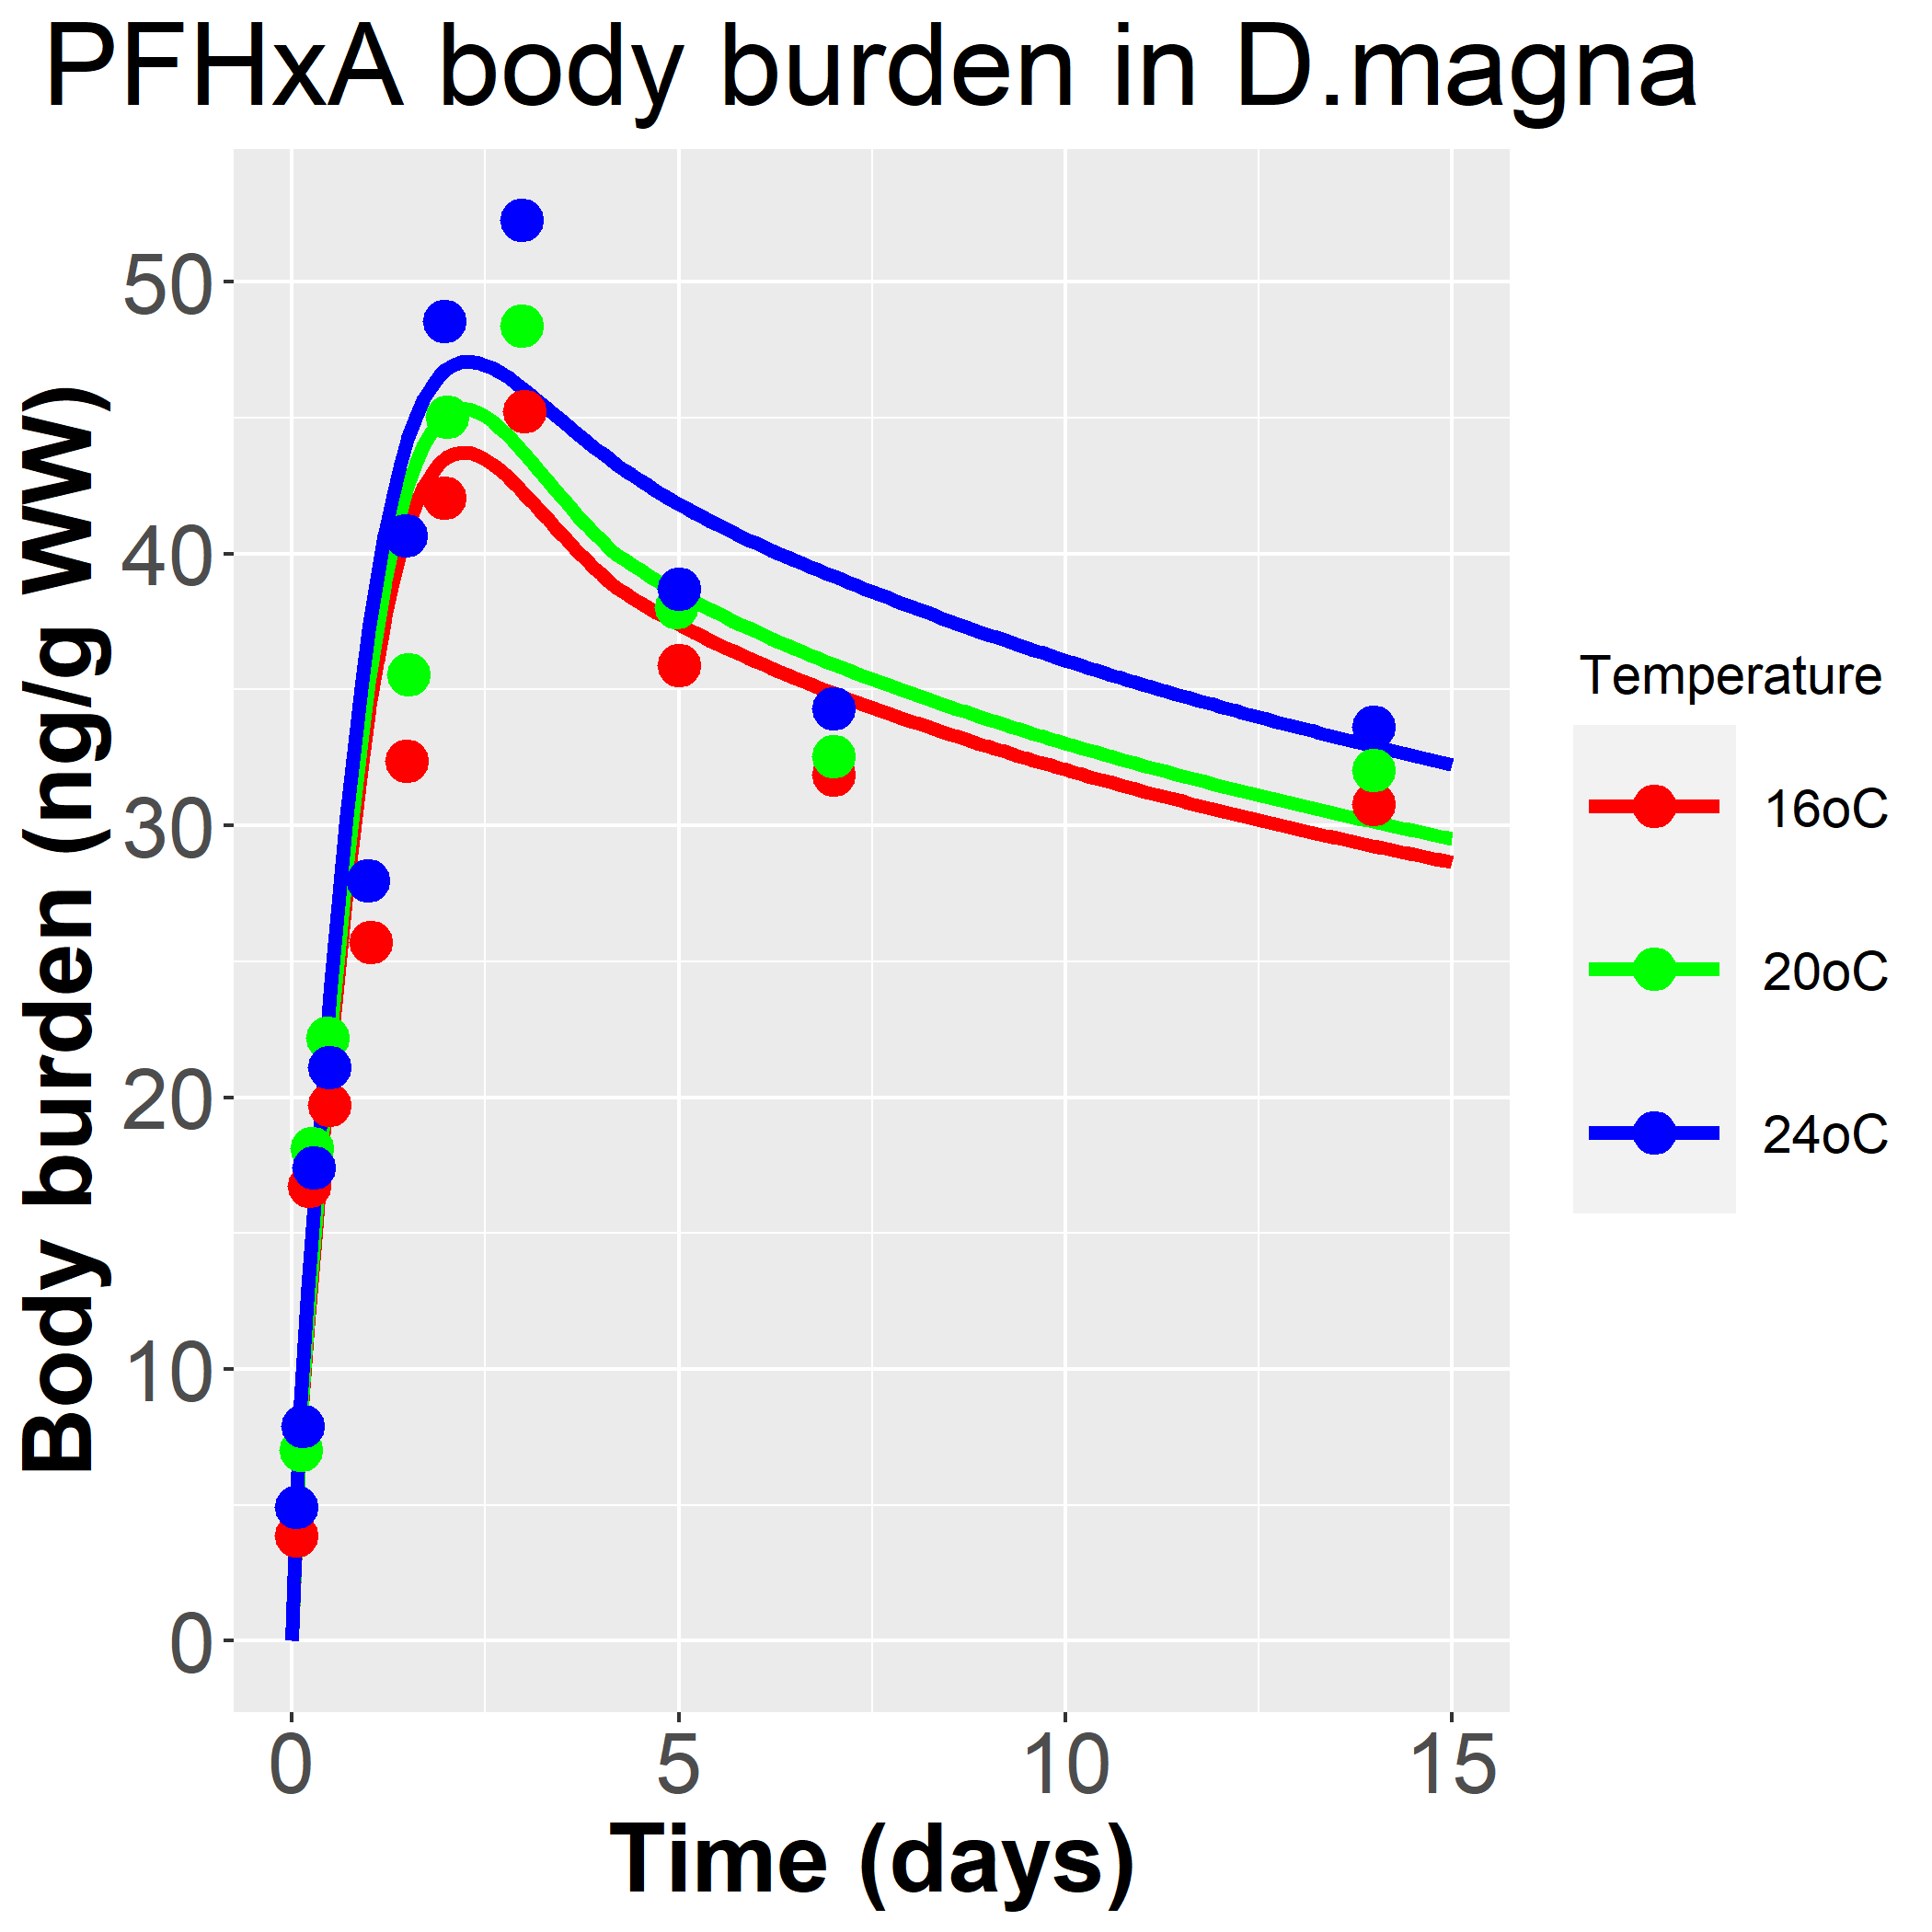 PFHxA body burden in D.magna
Body burden (ng/g WW)
50
40
30
20
10
0
0
5
10
15
Time (days)
Temperature
16oC
20oC
24oC